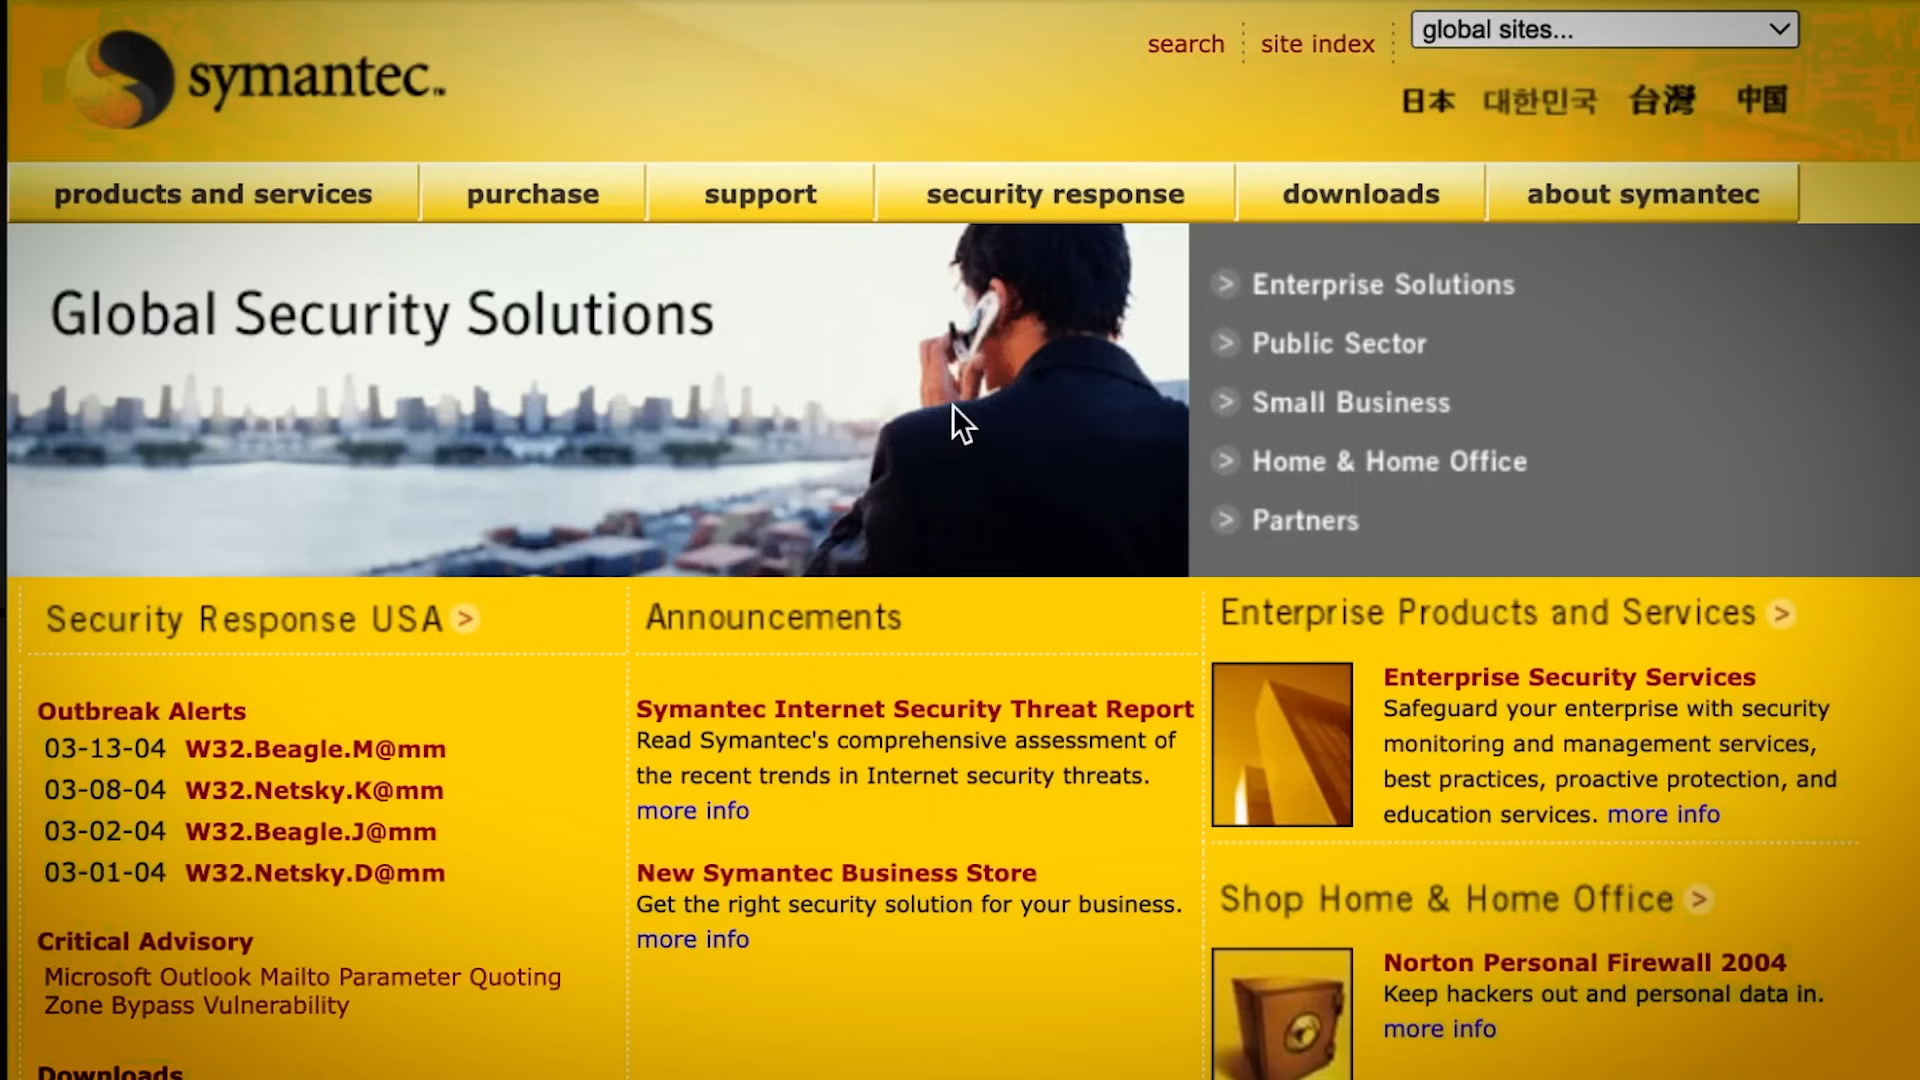 symantec™
search
site index
global sites...
日本
대한민국
台灣
中国
products and services
purchase
support
security response
downloads
about symantec
Global Security Solutions
> Enterprise Solutions
> Public Sector
> Small Business
> Home & Home Office
> Partners
Security Response USA >
Outbreak Alerts
03-13-04 W32.Beagle.M@mm
03-08-04 W32.Netsky.K@mm
03-02-04 W32.Beagle.J@mm
03-01-04 W32.Netsky.D@mm
Critical Advisory
Microsoft Outlook Mailto Parameter Quoting
Zone Bypass Vulnerability
Downloads
Announcements
Symantec Internet Security Threat Report
Read Symantec's comprehensive assessment of
the recent trends in Internet security threats.
more info
New Symantec Business Store
Get the right security solution for your business.
more info
Enterprise Products and Services >
Enterprise Security Services
Safeguard your enterprise with security
monitoring and management services,
best practices, proactive protection, and
education services. more info
Shop Home & Home Office >
Norton Personal Firewall 2004
Keep hackers out and personal data in.
more info